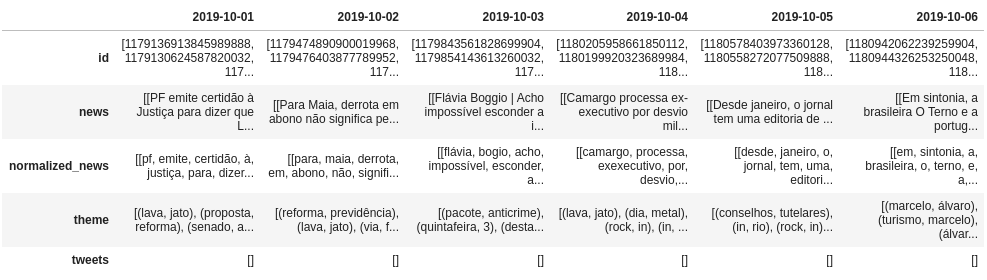 2019-10-01 2019-10-02 2019-10-03 2019-10-04 2019-10-05 2019-10-06
id [1179136913845989888, 1179130624587820032, 117... [1179474890900019968, 1179476403877789952, 117... [1179843561828699904, 1179854143613260032, 117... [1180205958661850112, 1180199920323689984, 118... [1180578403973360128, 1180558272077509888, 118... [1180942062239259904, 1180944326253250048, 118...
news [[PF emite certidão à Justiça para dizer que L... [[Para Maia, derrota em abono não significa pe... [[Flávia Boggio | Acho impossível esconder a i... [[Camargo processa ex-executivo por desvio mil... [[Desde janeiro, o jornal tem uma editoria de ... [[Em sintonia, a brasileira O Terno e a portug...
normalized_news [[pf, emite, certidão, à, justiça, para, dizer... [[para, maia, derrota, em, abono, não, signifi... [[flávia, bogio, acho, impossível, esconder, a... [[camargo, processa, exexecutivo, por, desvio,... [[desde, janeiro, o, jornal, tem, uma, editori... [[em, sintonia, a, brasileira, o, terno, e, a,...
theme [(lava, jato), (proposta, reforma), (senado, a... [(reforma, previdência), (lava, jato), (via, f... [(pacote, anticrime), (quintafeira, 3), (desta... [(lava, jato), (dia, metal), (rock, in), (in, ... [(conselhos, tutelares), (in, rio), (rock, in)... [(marcelo, álvaro), (turismo, marcelo), (álvar...
tweets [] [] [] [] [] []